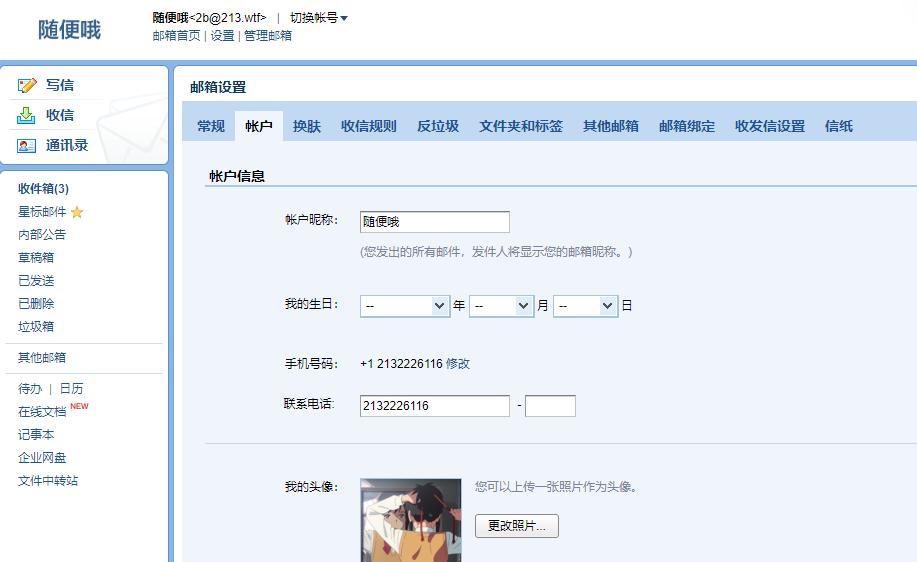 随便哦
随便哦<2b@213.wtf> | 切换帐号
邮箱首页 | 设置 | 管理邮箱
写信
收信
通讯录
收件箱(3)
星标邮件
内部公告
草稿箱
已发送
已删除
垃圾箱
其他邮箱
待办 | 日历
在线文档 NEW
记事本
企业网盘
文件中转站
邮箱设置
常规 帐户 换肤 收信规则 反垃圾 文件夹和标签 其他邮箱 邮箱绑定 收发信设置 信纸
帐户信息
帐户昵称： 随便哦
(您发出的所有邮件，发件人将显示您的邮箱昵称。)
我的生日： -- 年 -- 月 -- 日
手机号码： +1 2132226116 修改
联系电话: 2132226116 -
我的头像： 您可以上传一张照片作为头像。
更改照片...